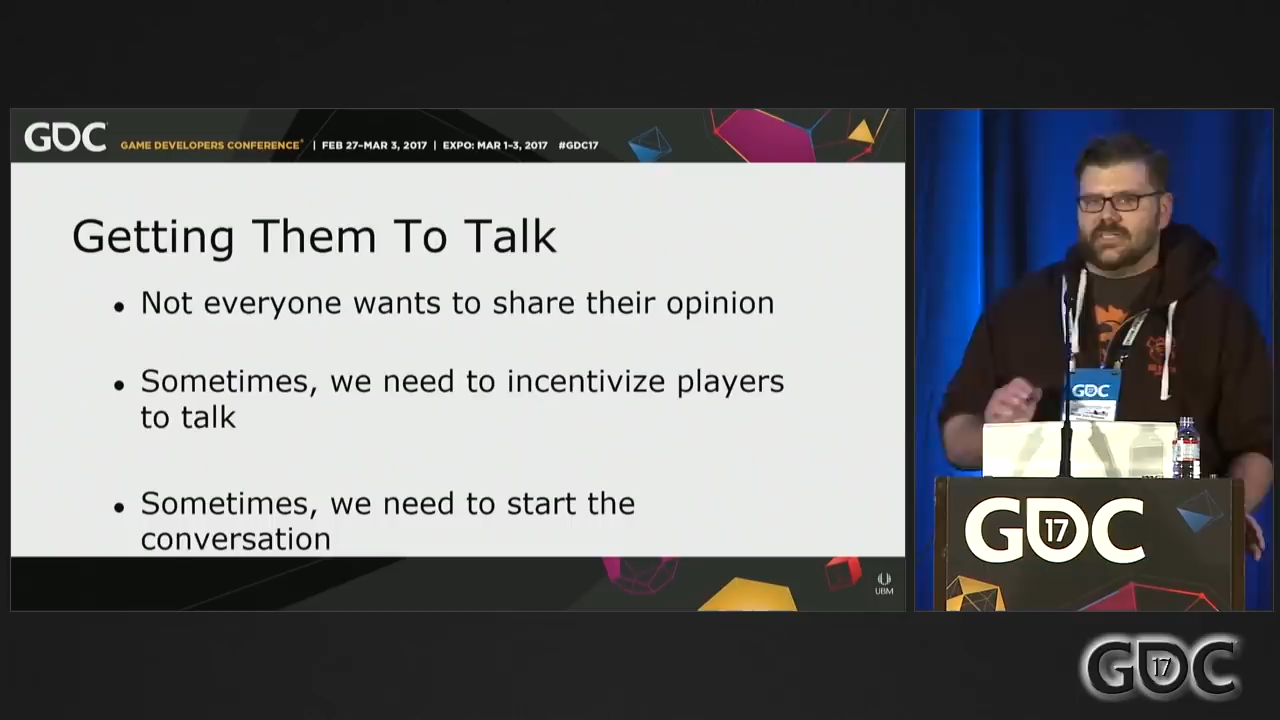 GDC
GAME DEVELOPERS CONFERENCE® | FEB 27–MAR 3, 2017 | EXPO: MAR 1–3, 2017 #GDC17
Getting Them To Talk
• Not everyone wants to share their opinion
• Sometimes, we need to incentivize players
to talk
• Sometimes, we need to start the
conversation
UBM
GDC
GDC
17
GDC
17